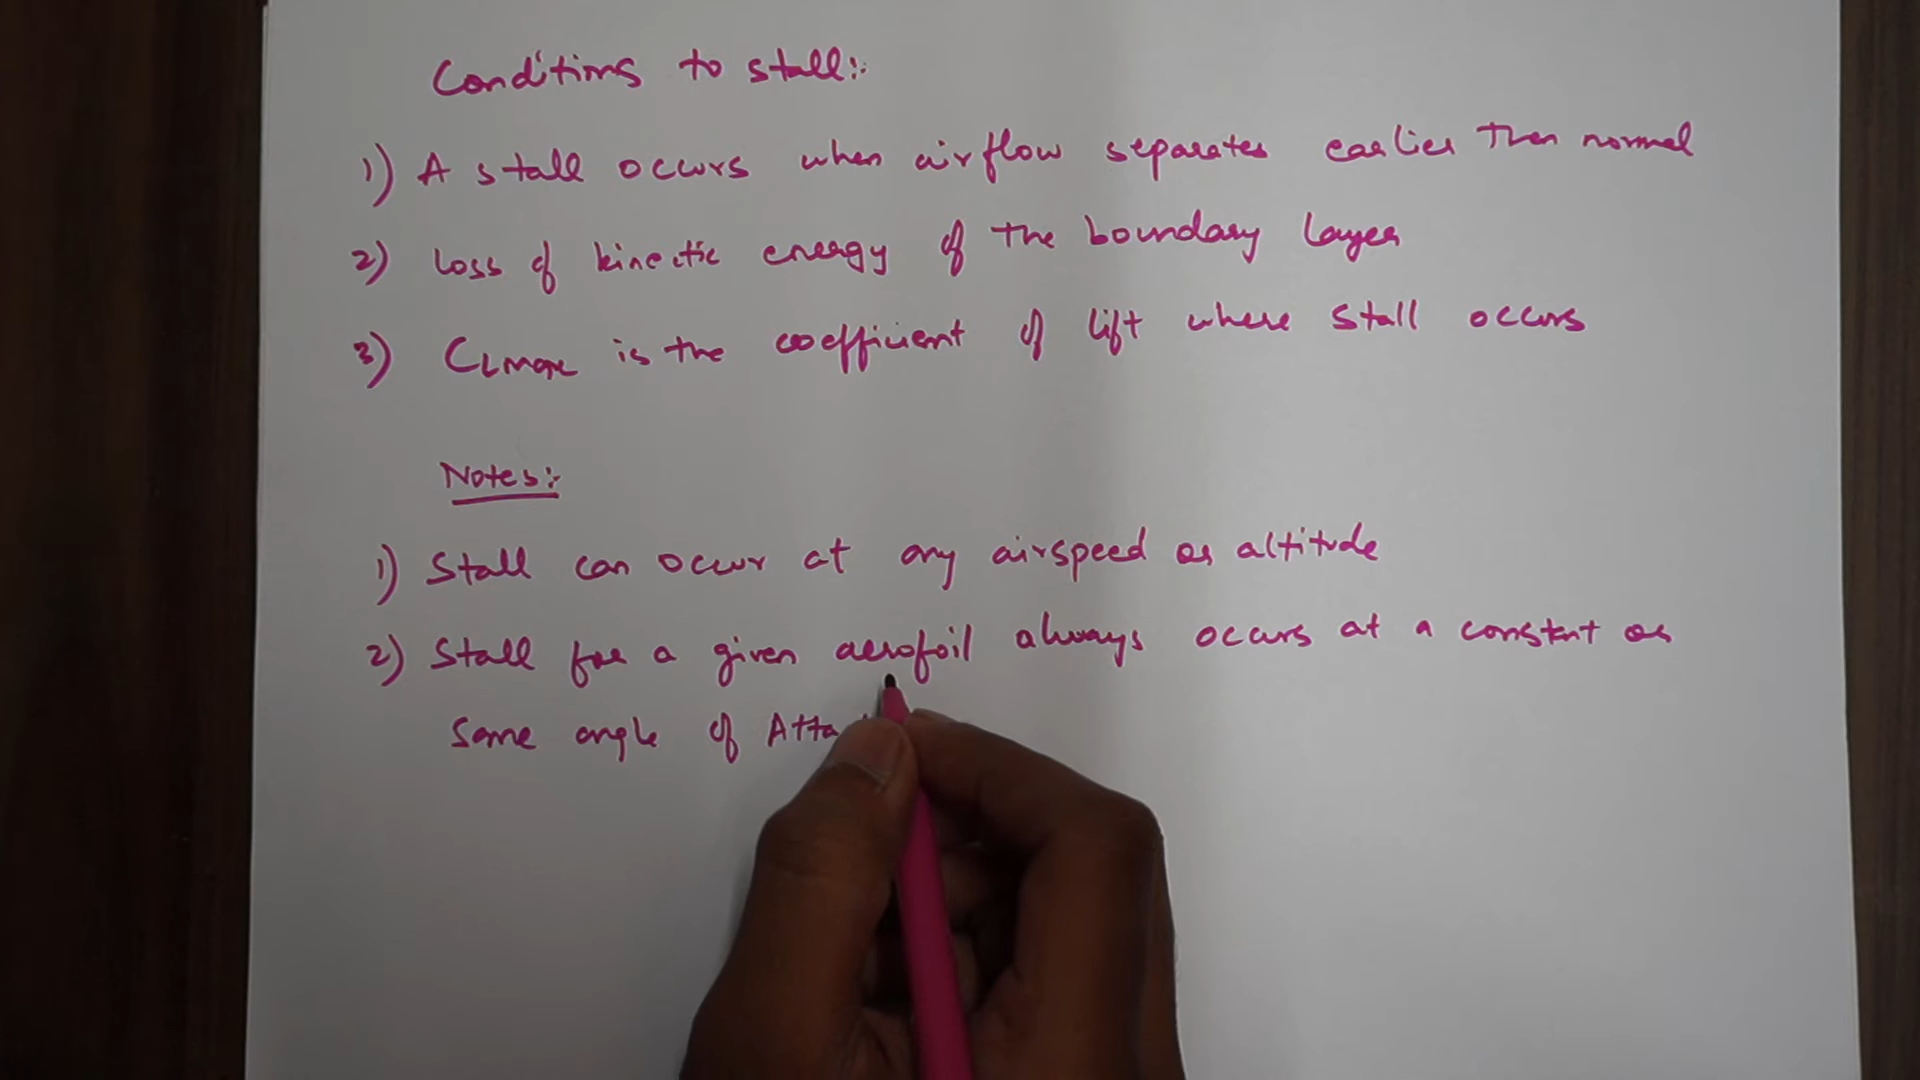 Conditions to stall:-
1) A stall occurs when airflow separates earlier then normal
2) Loss of kinectic energy of the boundary layer
3) CLmax is the coefficient of lift where stall occurs
Notes:-
1) Stall can occur at any airspeed or altitude
2) Stall for a given aerofoil always occurs at a constant or
Same angle of